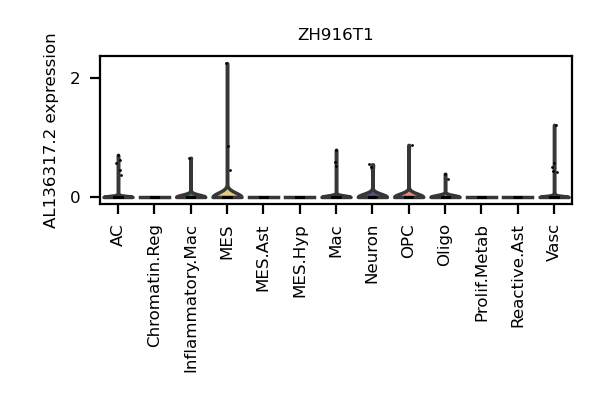 ZH916T1
AL136317.2 expression
2
0
AC
Chromatin.Reg
Inflammatory.Mac
MES
MES.Ast
MES.Hyp
Mac
Neuron
OPC
Oligo
Prolif.Metab
Reactive.Ast
Vasc